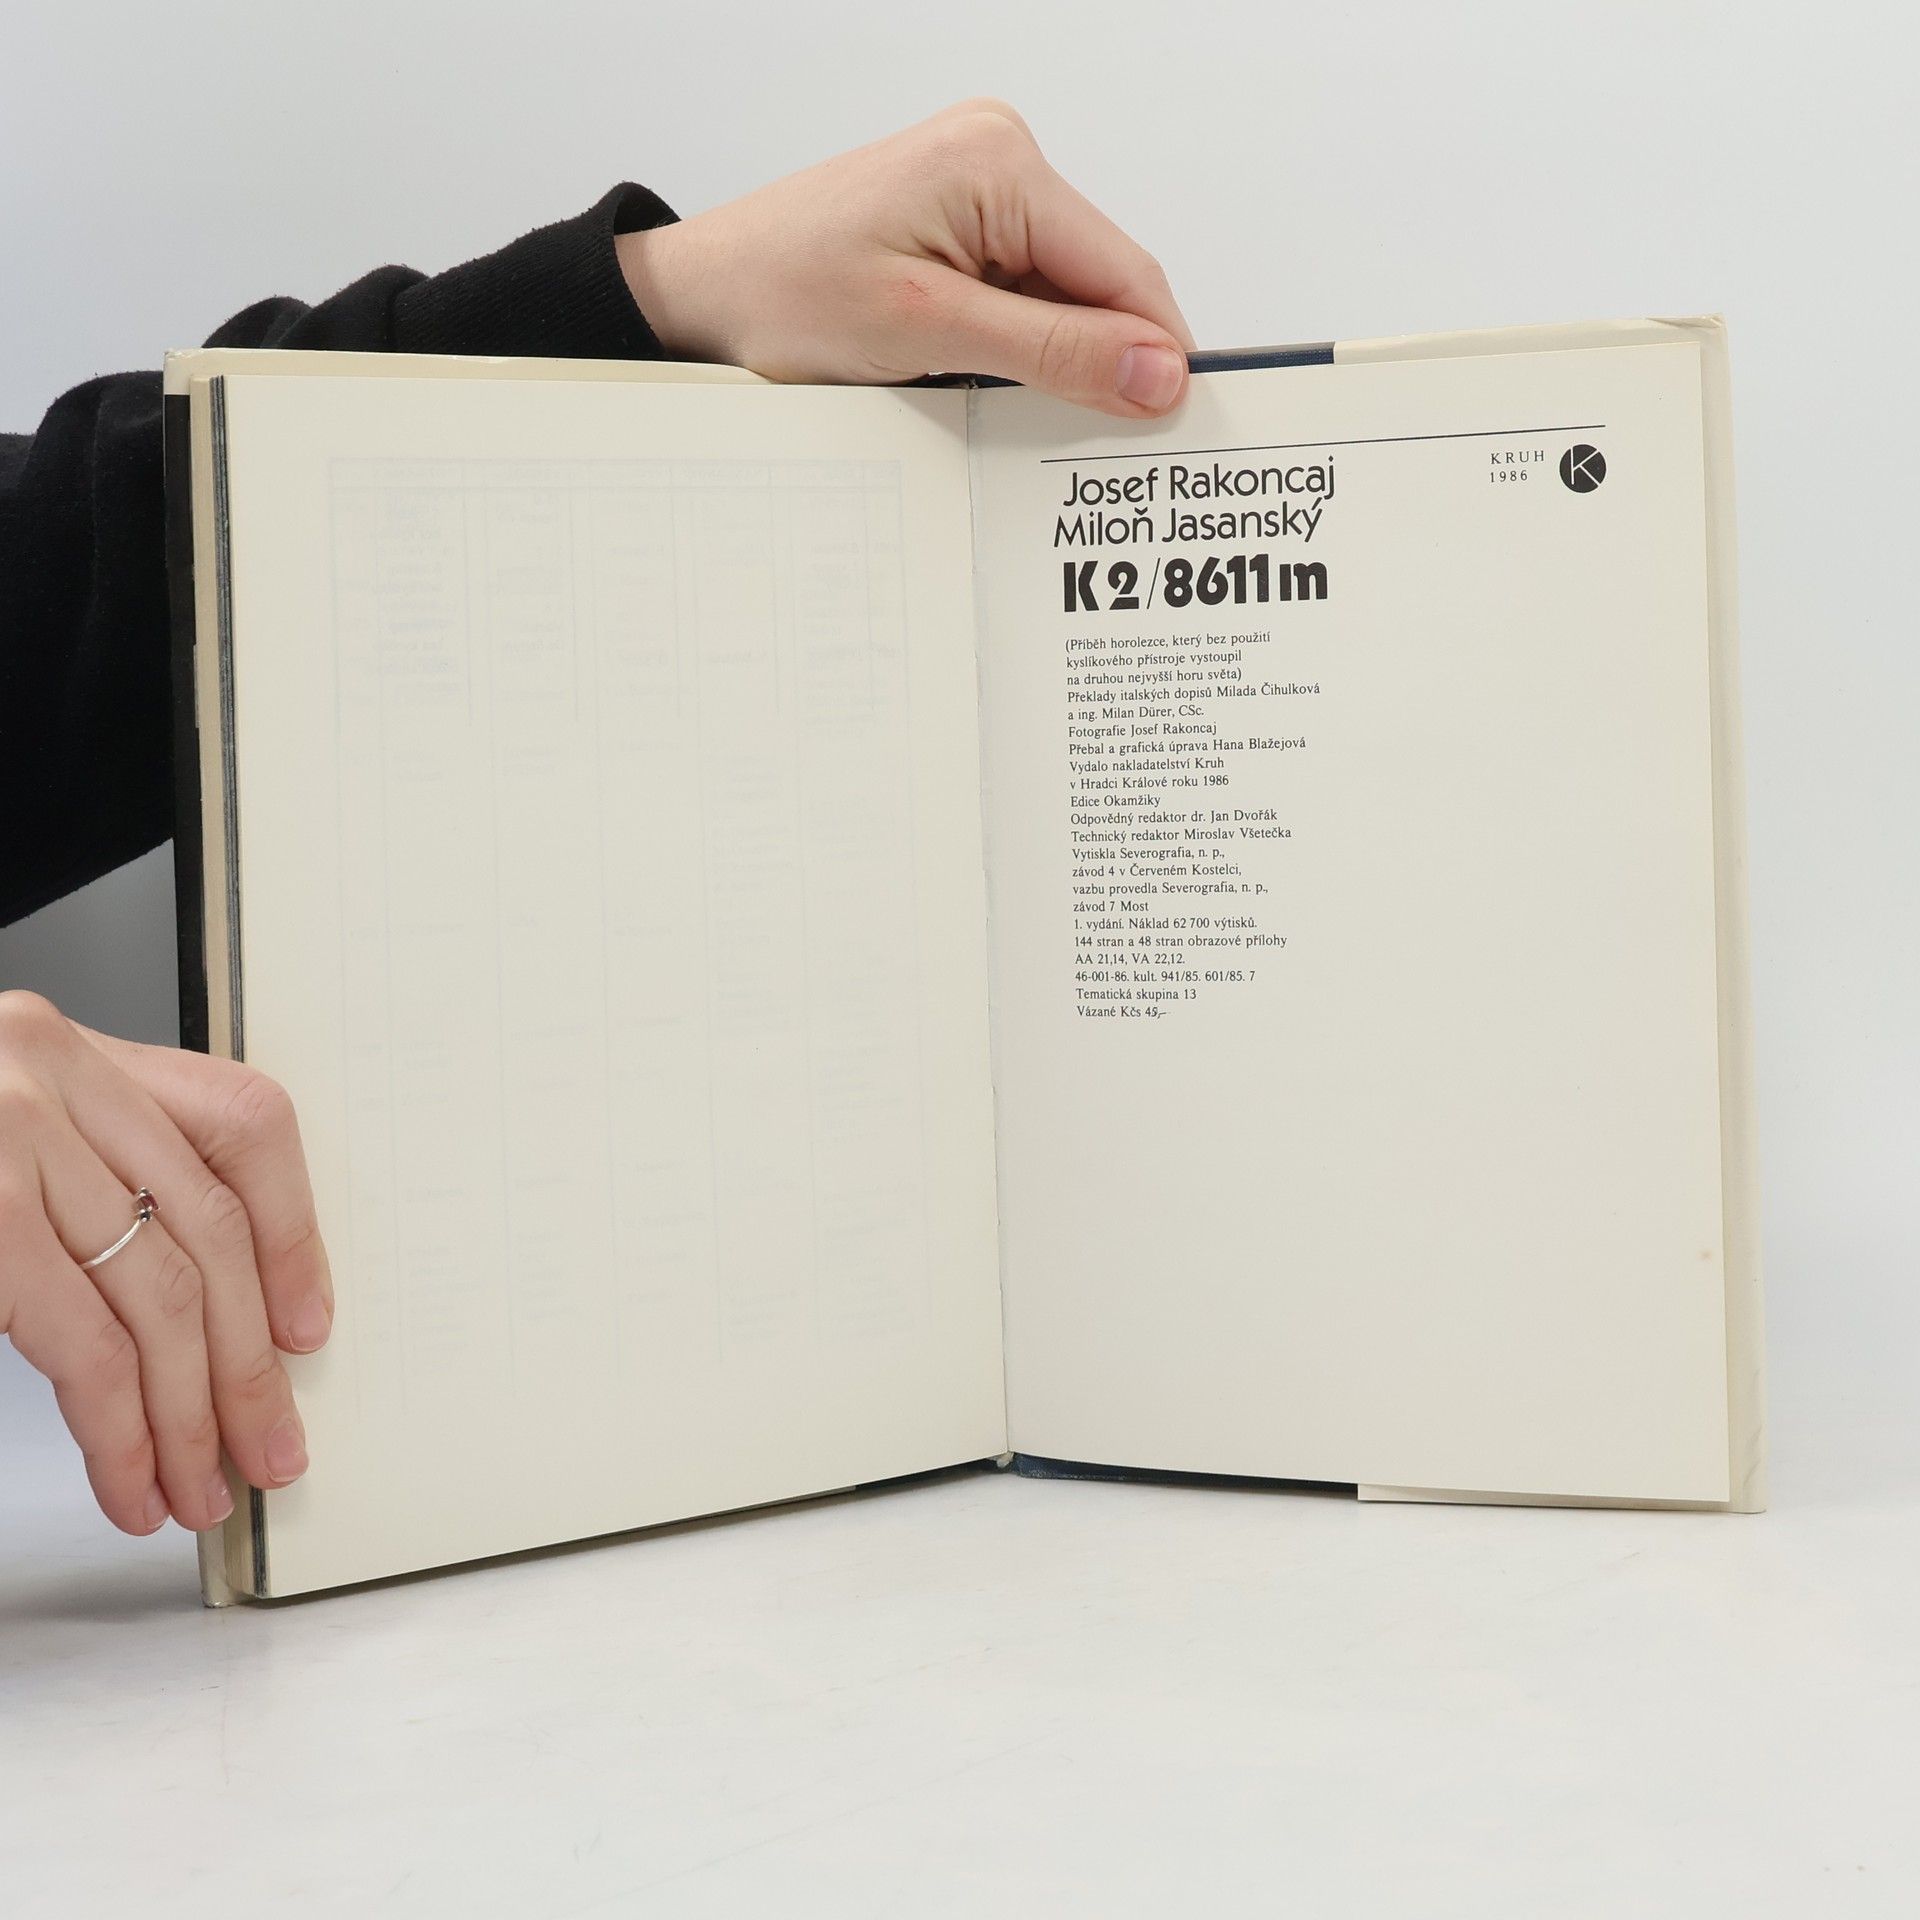 Josef Rakoncaj
Miloň Jasanský
K 2/8611 m
KRUH
1986
K
(Příběh horolezce, který bez použití
kyslíkového přístroje vystoupil
na druhou nejvyšší horu světa)
Překlady italských dopisů Milada Čihulková
a ing. Milan Dürer, CSc.
Fotografie Josef Rakoncaj
Přebal a grafická úprava Hana Blažejová
Vydalo nakladatelství Kruh
v Hradci Králové roku 1986
Edice Okamžiky
Odpovědný redaktor dr. Jan Dvořák
Technický redaktor Miroslav Všetečka
Vytiskla Severografia, n. p.,
závod 4 v Červeném Kostelci,
vazbu provedla Severografia, n. p.,
závod 7 Most
1. vydání. Náklad 62 700 výtisků.
144 stran a 48 stran obrazové přílohy
AA 21,14, VA 22,12.
46-001-86. kult. 941/85. 601/85. 7
Tematická skupina 13
Vázané Kčs 45,-